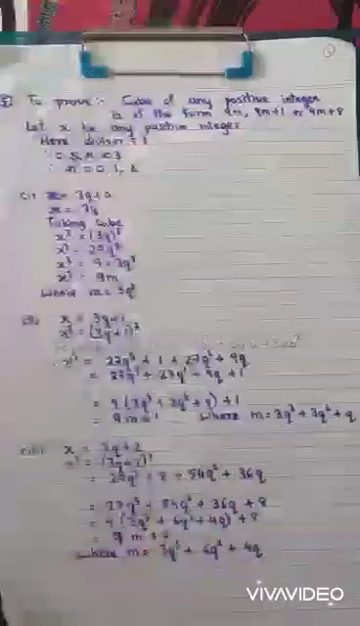 To prove :- Cube of any positive integer
is of the form 9m, 9m+1 or 9m+8
Let x be any positive integer
Here divisor = 3
0 ≤ r < 3
r = 0, 1, 2
x = 3q
Taking cube
x³ = (3q)³
x³ = 27q³
x³ = 9 × 3q³
x³ = 9m
where m = 3q³
x = 3q+1
x³ = (3q+1)³
x³ = 27q³ + 1 + 27q² + 9q
= 27q³ + 27q² + 9q + 1
= 9(3q³ + 3q² + q) + 1
= 9m+1 where m = 3q³ + 3q² + q
x = 3q+2
x³ = (3q+2)³
= 27q³ + 8 + 54q² + 36q
= 27q³ + 54q² + 36q + 8
= 9(3q³ + 6q² + 4q) + 8
= 9m+8
where m = 3q³ + 6q² + 4q
VIVAVIDEO